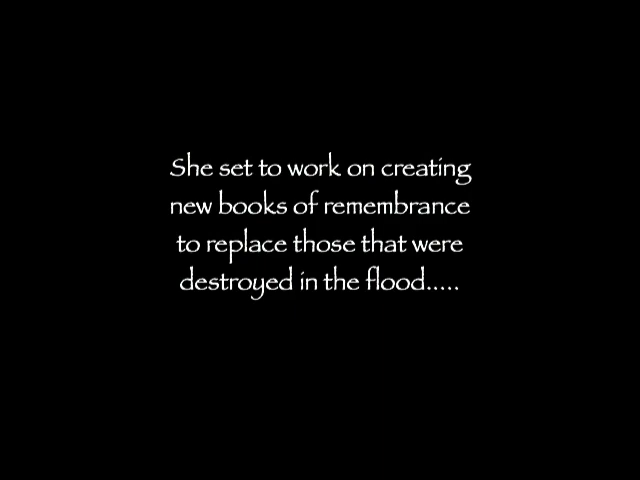 She set to work on creating
new books of remembrance
to replace those that were
destroyed in the flood.....